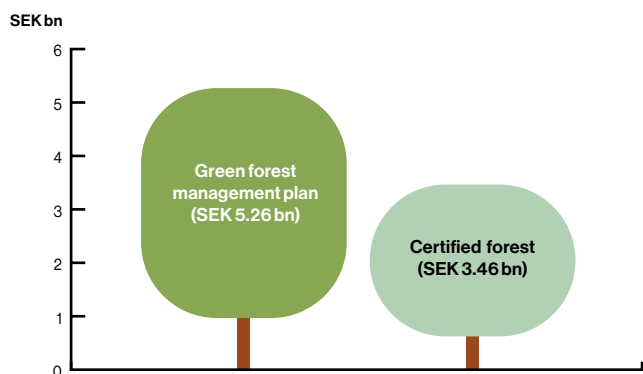 SEK bn
6
5
4
3
2
1
0
Green forest
management plan
(SEK 5.26 bn)
Certified forest
(SEK 3.46 bn)